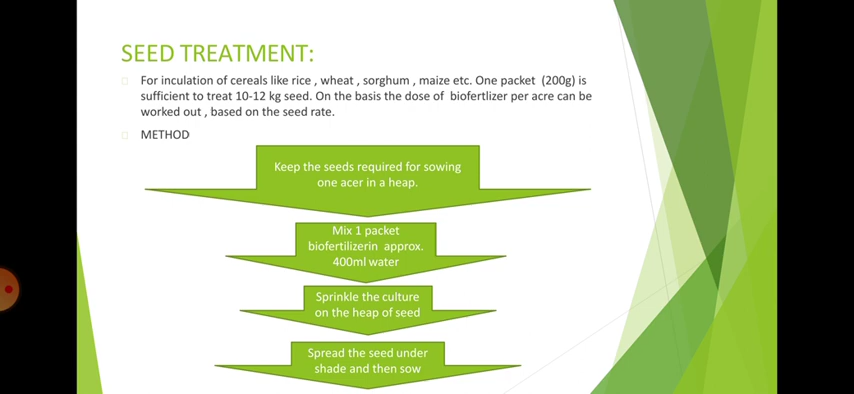 SEED TREATMENT:
For inculation of cereals like rice , wheat , sorghum , maize etc. One packet (200g) is
sufficient to treat 10-12 kg seed. On the basis the dose of biofertlizer per acre can be
worked out , based on the seed rate.
METHOD
Keep the seeds required for sowing
one acer in a heap.
Mix 1 packet
biofertilizerin approx.
400ml water
Sprinkle the culture
on the heap of seed
Spread the seed under
shade and then sow